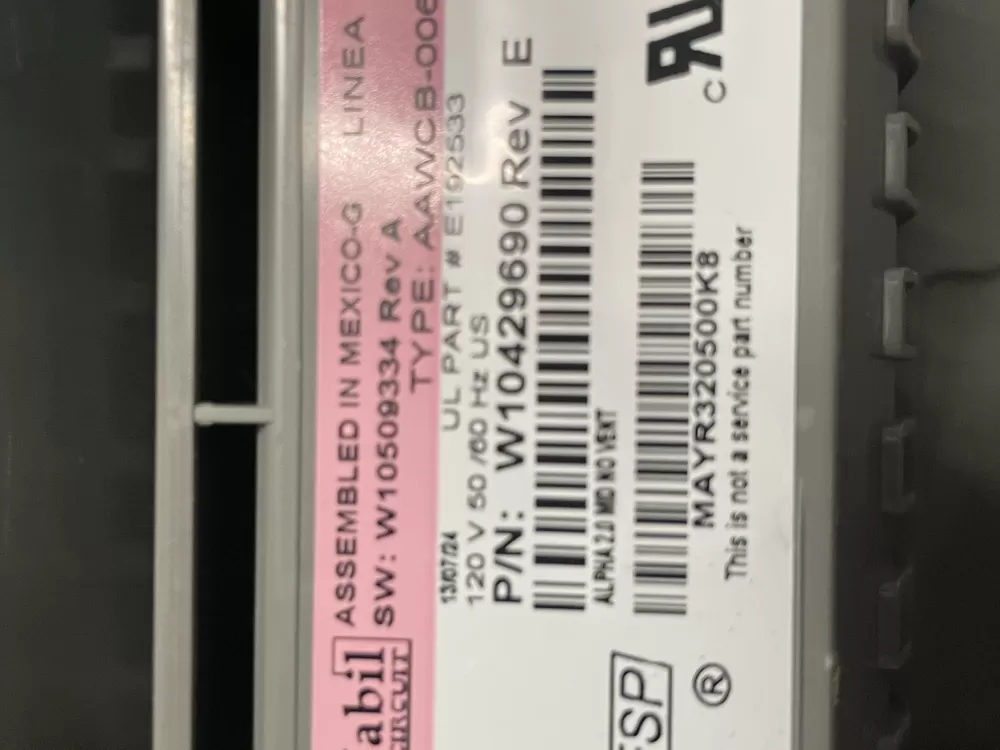 abil
CIRCUIT
ASSEMBLED IN MEXICO-G LINEA
SW: W10509334 Rev A
TYPE: AAWCB-006
13/07/24 UL PART # E192533
120 V 50 /60 Hz US
P/N: W10429690 Rev E
ALPHA 2.0 MID NO VENT
MAYR320500K8
This is not a service part number
FSP
®
c RU